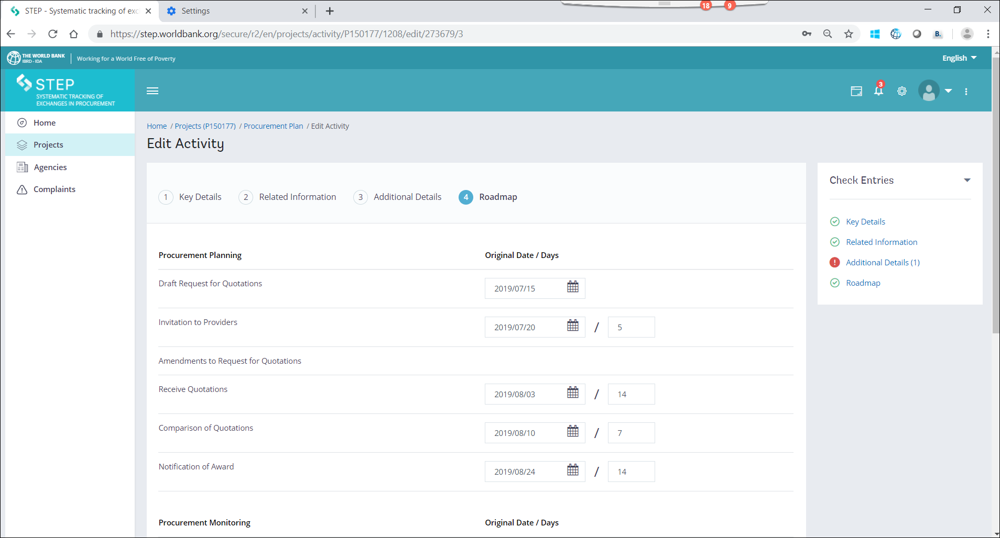 STEP - Systematic tracking of exc
Settings
18
9
https://step.worldbank.org/secure/r2/en/projects/activity/P150177/1208/edit/273679/3
B.
THE WORLD BANK
IBRD - IDA
Working for a World Free of Poverty
English
STEP
SYSTEMATIC TRACKING OF
EXCHANGES IN PROCUREMENT
3
Home
Projects
Agencies
Complaints
Home / Projects (P150177) / Procurement Plan / Edit Activity
Edit Activity
1 Key Details
2 Related Information
3 Additional Details
4 Roadmap
Procurement Planning Original Date / Days
Draft Request for Quotations 2019/07/15
Invitation to Providers 2019/07/20 / 5
Amendments to Request for Quotations
Receive Quotations 2019/08/03 / 14
Comparison of Quotations 2019/08/10 / 7
Notification of Award 2019/08/24 / 14
Procurement Monitoring Original Date / Days
Check Entries
Key Details
Related Information
Additional Details (1)
Roadmap